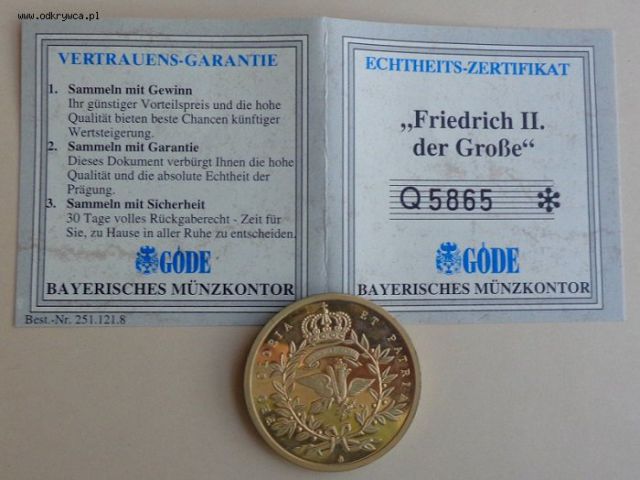 www.odkrywca.pl
VERTRAUENS-GARANTIE
1. Sammeln mit Gewinn
Ihr günstiger Vorteilspreis und die hohe
Qualität bieten beste Chancen künftiger
Wertsteigerung.
2. Sammeln mit Garantie
Dieses Dokument verbürgt Ihnen die hohe
Qualität und die absolute Echtheit der
Prägung.
3. Sammeln mit Sicherheit
30 Tage volles Rückgaberecht - Zeit für
Sie, zu Hause in aller Ruhe zu entscheiden.
GÖDE
BAYERISCHES MÜNZKONTOR
Best.-Nr. 251.121.8
ECHTHEITS-ZERTIFIKAT
„Friedrich II.
der Große“
Q5865 *
GÖDE
BAYERISCHES MÜNZKONTOR
PRO GLORIA ET PATRIA